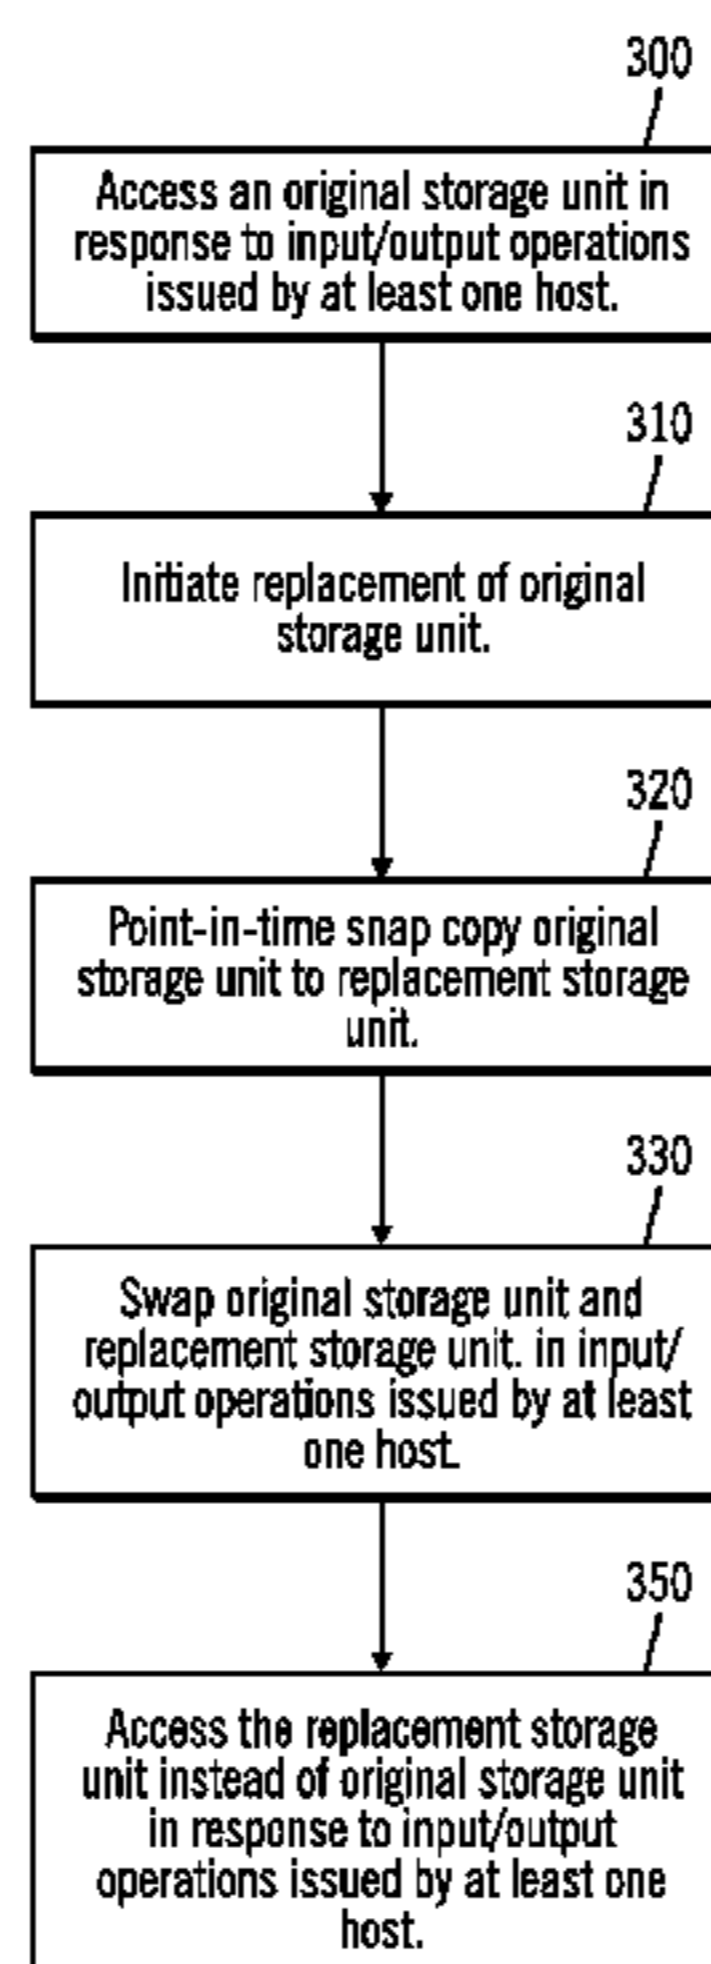 300
Access an original storage unit in
response to input/output operations
issued by at least one host.
310
Initiate replacement of original
storage unit.
320
Point-in-time snap copy original
storage unit to replacement storage
unit.
330
Swap original storage unit and
replacement storage unit. in input/
output operations issued by at least
one host.
350
Access the replacement storage
unit instead of original storage unit
in response to input/output
operations issued by at least one
host.